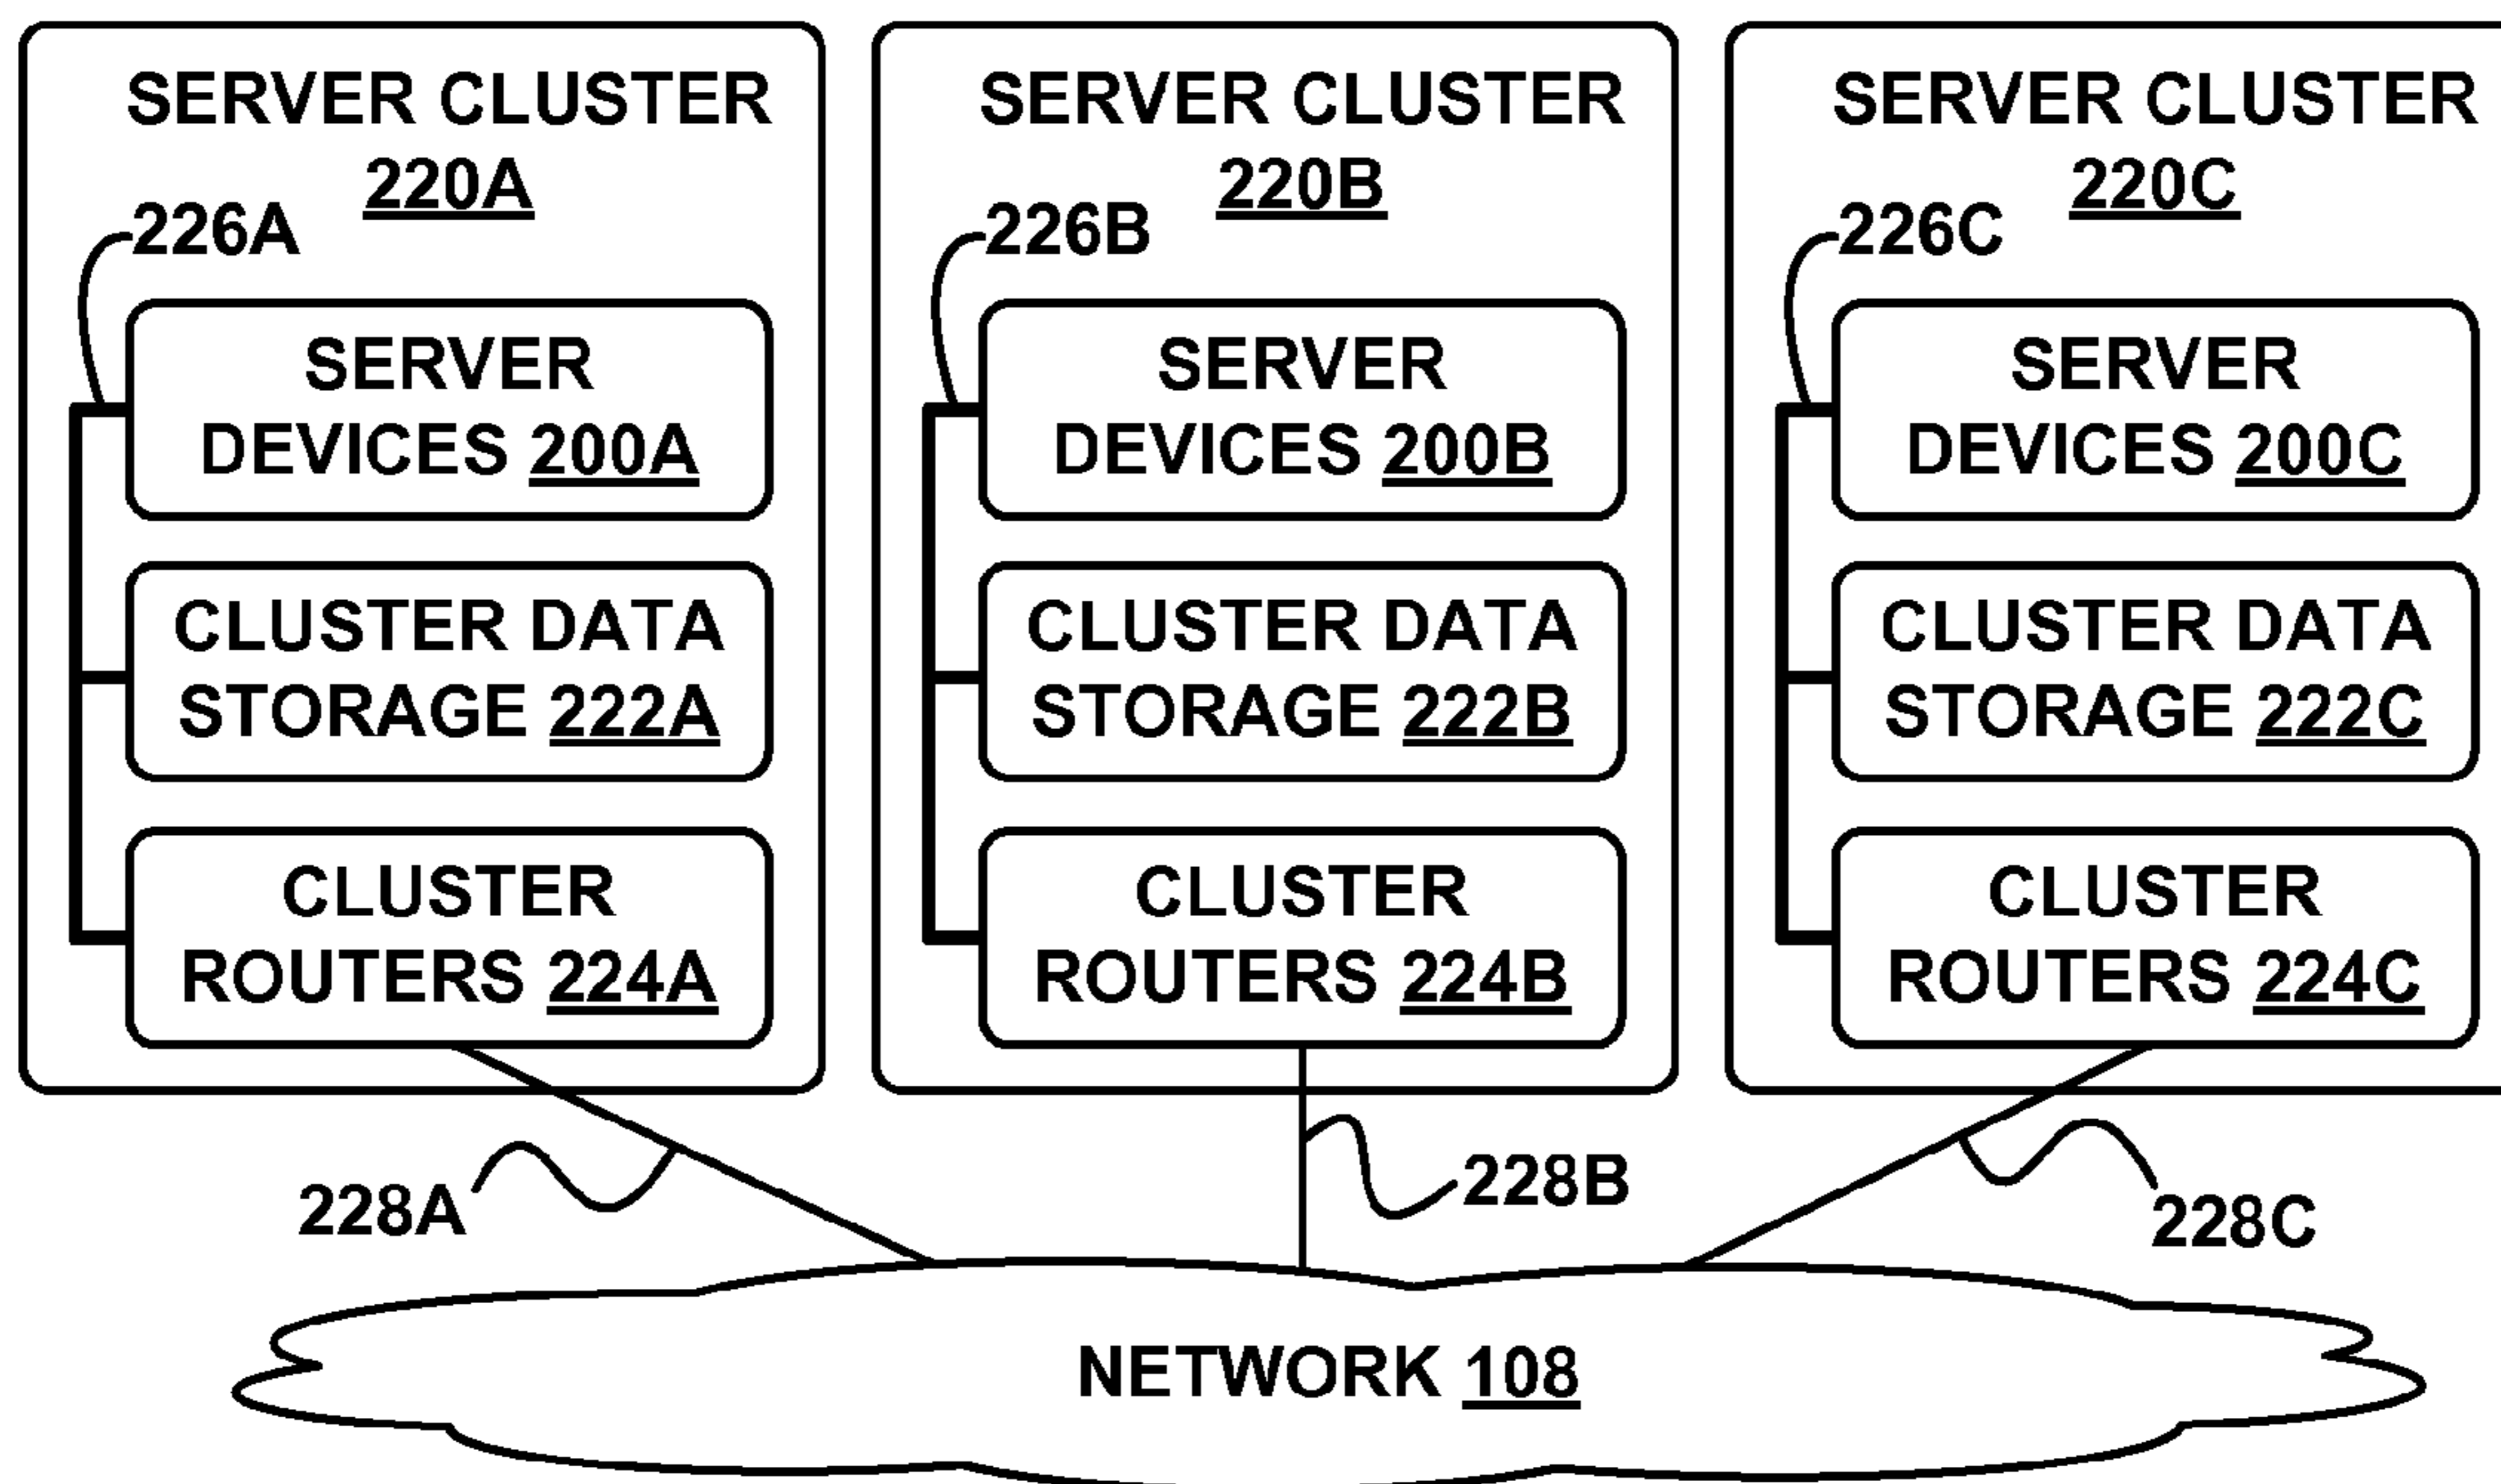 SERVER CLUSTER
220A
226A
SERVER
DEVICES 200A
CLUSTER DATA
STORAGE 222A
CLUSTER
ROUTERS 224A
SERVER CLUSTER
220B
226B
SERVER
DEVICES 200B
CLUSTER DATA
STORAGE 222B
CLUSTER
ROUTERS 224B
SERVER CLUSTER
220C
226C
SERVER
DEVICES 200C
CLUSTER DATA
STORAGE 222C
CLUSTER
ROUTERS 224C
228A
228B
228C
NETWORK 108